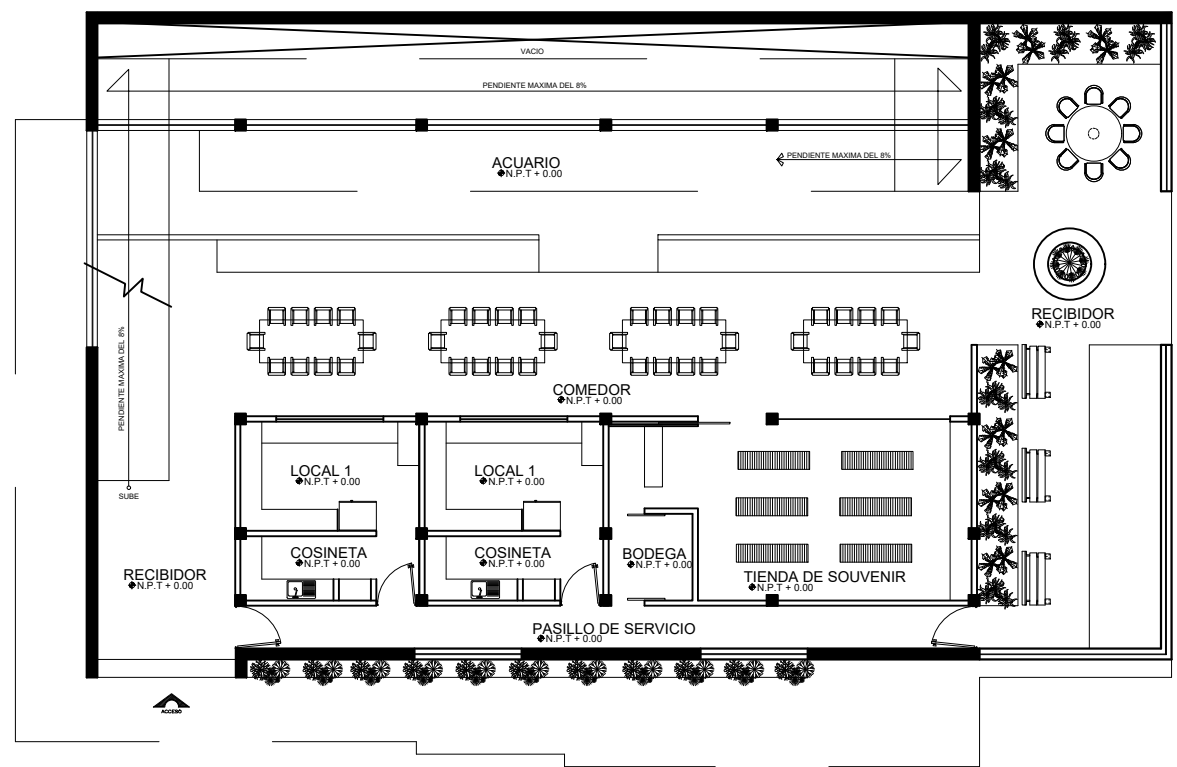 VACIO
PENDIENTE MAXIMA DEL 8%
ACUARIO
N.P.T + 0.00
PENDIENTE MAXIMA DEL 8%
RECIBIDOR
N.P.T + 0.00
PENDIENTE MAXIMA DEL 8%
COMEDOR
N.P.T + 0.00
LOCAL 1
N.P.T + 0.00
LOCAL 1
N.P.T + 0.00
SUBE
COSINETA
N.P.T + 0.00
COSINETA
N.P.T + 0.00
BODEGA
N.P.T + 0.00
RECIBIDOR
N.P.T + 0.00
TIENDA DE SOUVENIR
N.P.T + 0.00
PASILLO DE SERVICIO
N.P.T + 0.00
ACCESO